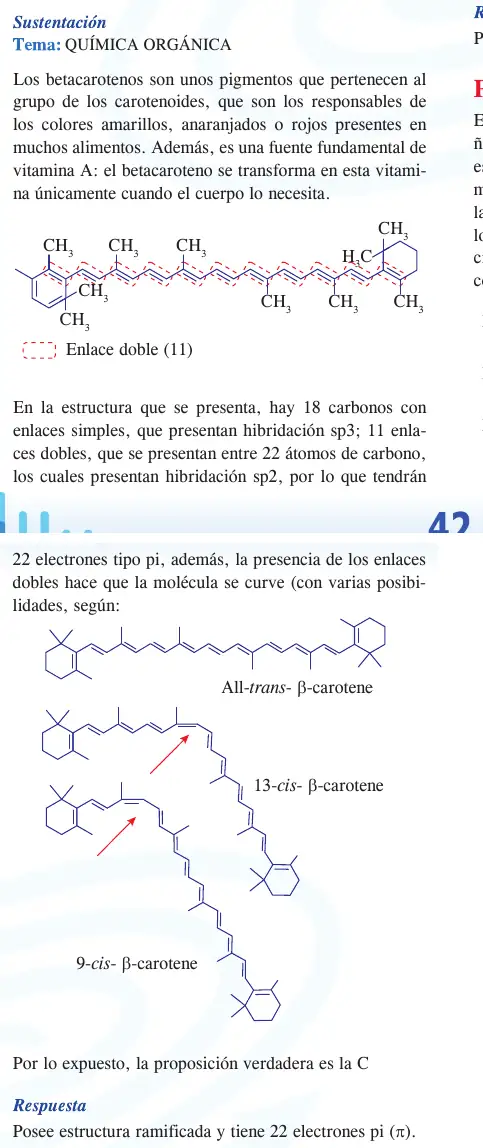 Sustentación
Tema: QUÍMICA ORGÁNICA
Los betacarotenos son unos pigmentos que pertenecen al
grupo de los carotenoides, que son los responsables de
los colores amarillos, anaranjados o rojos presentes en
muchos alimentos. Además, es una fuente fundamental de
vitamina A: el betacaroteno se transforma en esta vitami-
na únicamente cuando el cuerpo lo necesita.
CH3
CH3 CH3 CH3 H3C
CH3
CH3 CH3 CH3
CH3
Enlace doble (11)
En la estructura que se presenta, hay 18 carbonos con
enlaces simples, que presentan hibridación sp3; 11 enla-
ces dobles, que se presentan entre 22 átomos de carbono,
los cuales presentan hibridación sp2, por lo que tendrán
42
22 electrones tipo pi, además, la presencia de los enlaces
dobles hace que la molécula se curve (con varias posibi-
lidades, según:
All-trans- β-carotene
13-cis- β-carotene
9-cis- β-carotene
Por lo expuesto, la proposición verdadera es la C
Respuesta
Posee estructura ramificada y tiene 22 electrones pi (π).